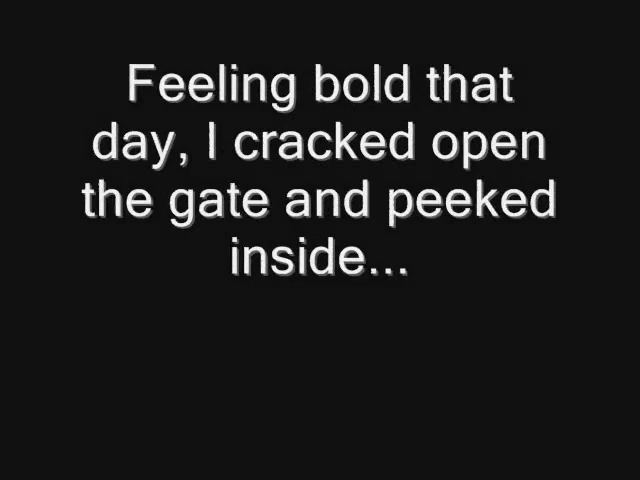 Feeling bold that
day, I cracked open
the gate and peeked
inside...